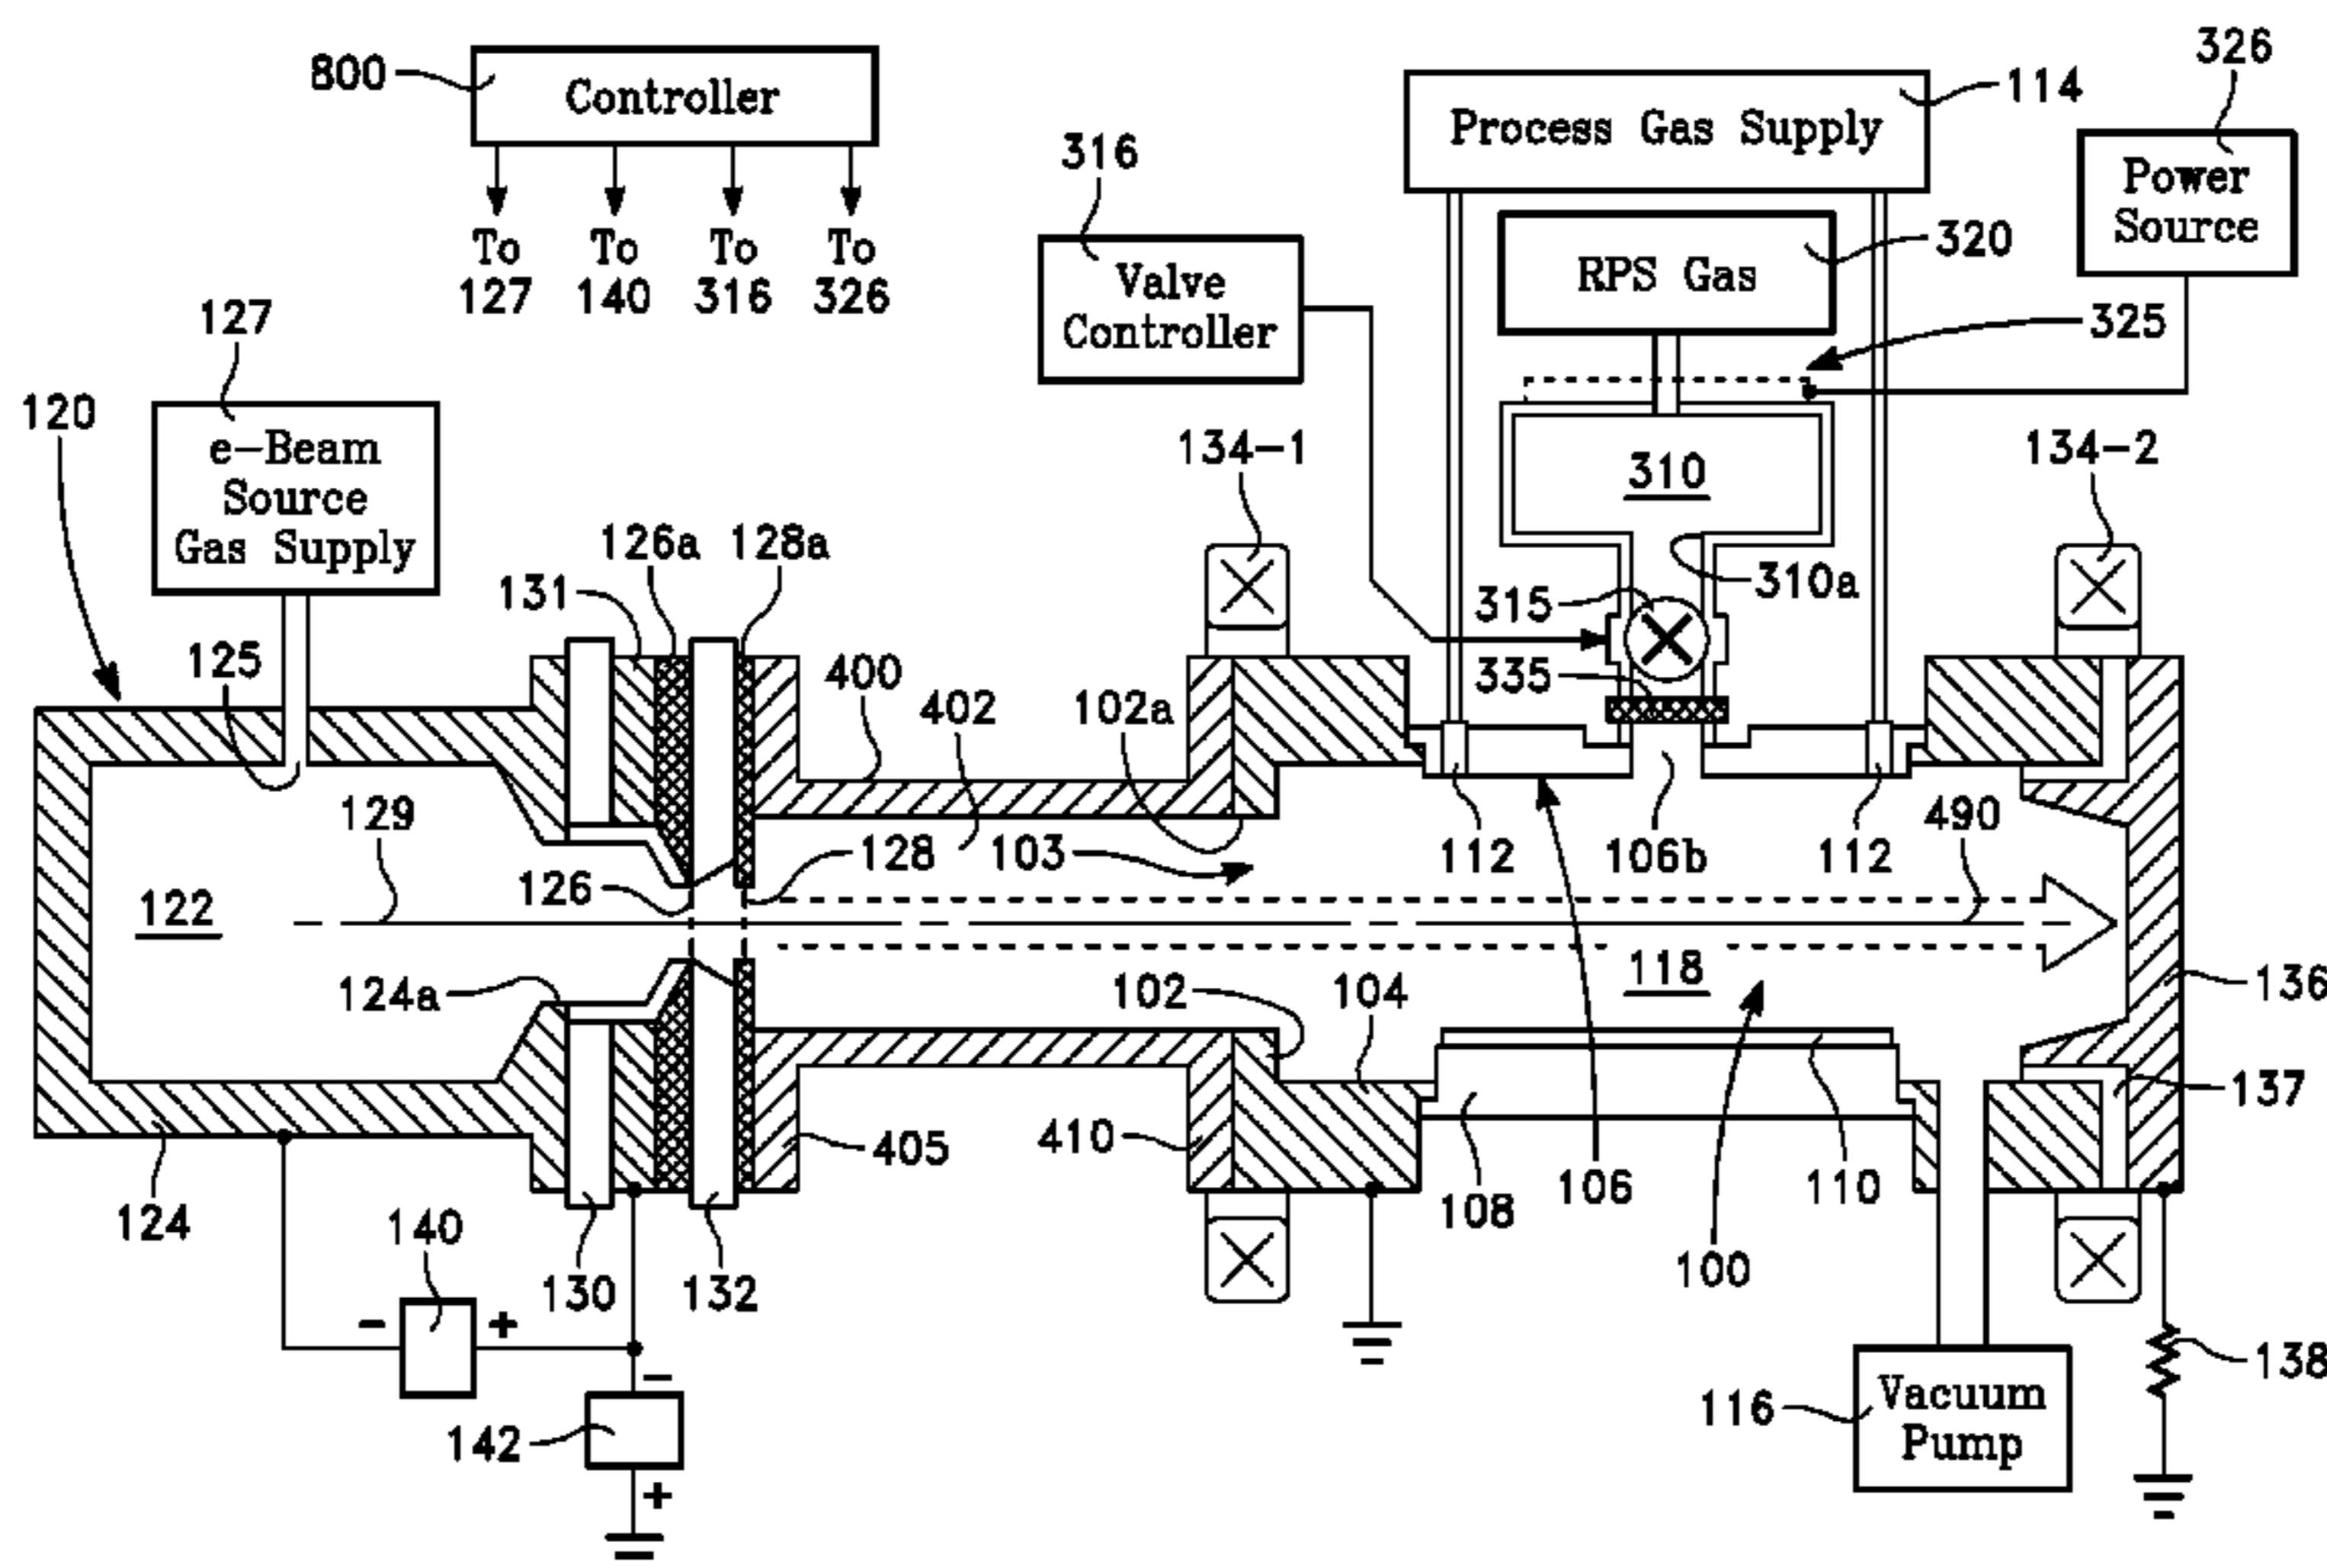 800
Controller
To 127
To 140
To 316
To 326
326
114
Process Gas Supply
Power
Source
316
Valve
Controller
320
RPS Gas
325
127
120
e-Beam
Source
Gas Supply
134-1
134-2
310
126a
128a
131
310a
315
125
335
400
402
102a
129
128
103
112
106b
112
490
126
122
118
124a
102
104
136
137
410
405
124
108
106
110
140
130
132
100
- +
138
-
116
Vacuum
Pump
142
+